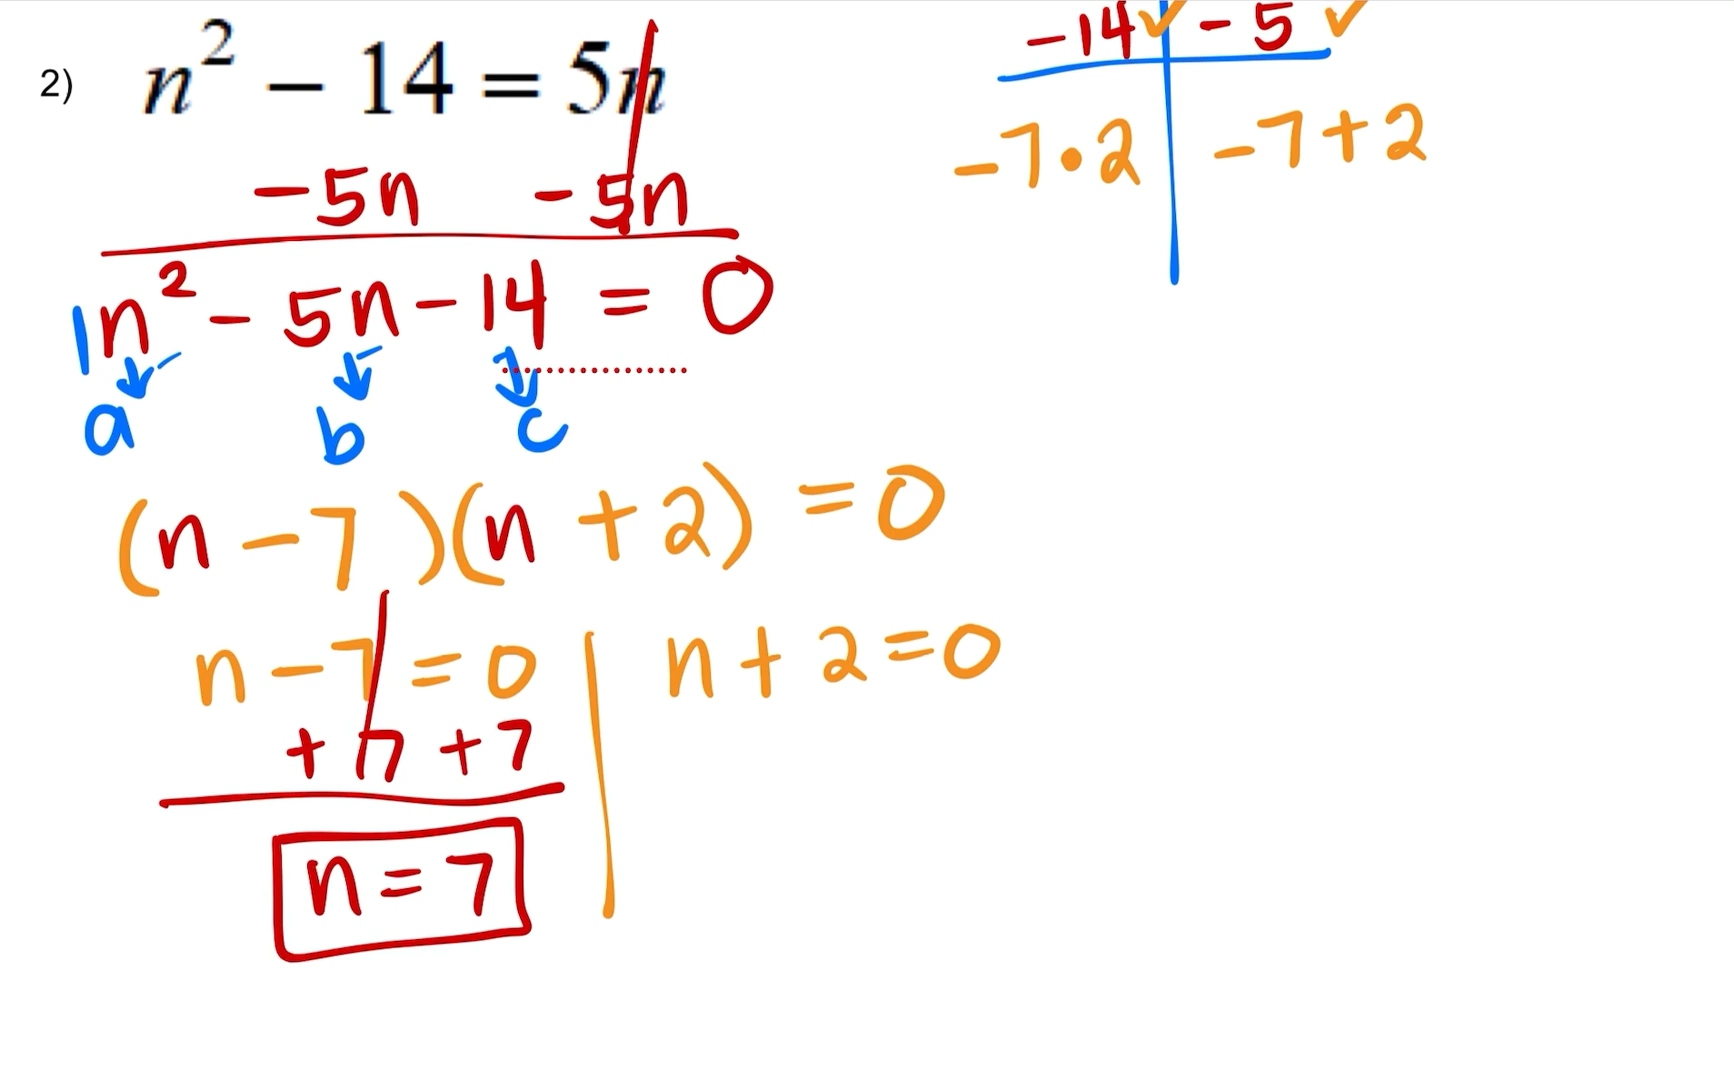 2) n² − 14 = 5n
-5n -5n
1n² - 5n - 14 = 0
a b c
(n - 7)(n + 2) = 0
n - 7 = 0 n + 2 = 0
+ 7 + 7
n = 7
-14 ✓ -5 ✓
-7 • 2 -7 + 2